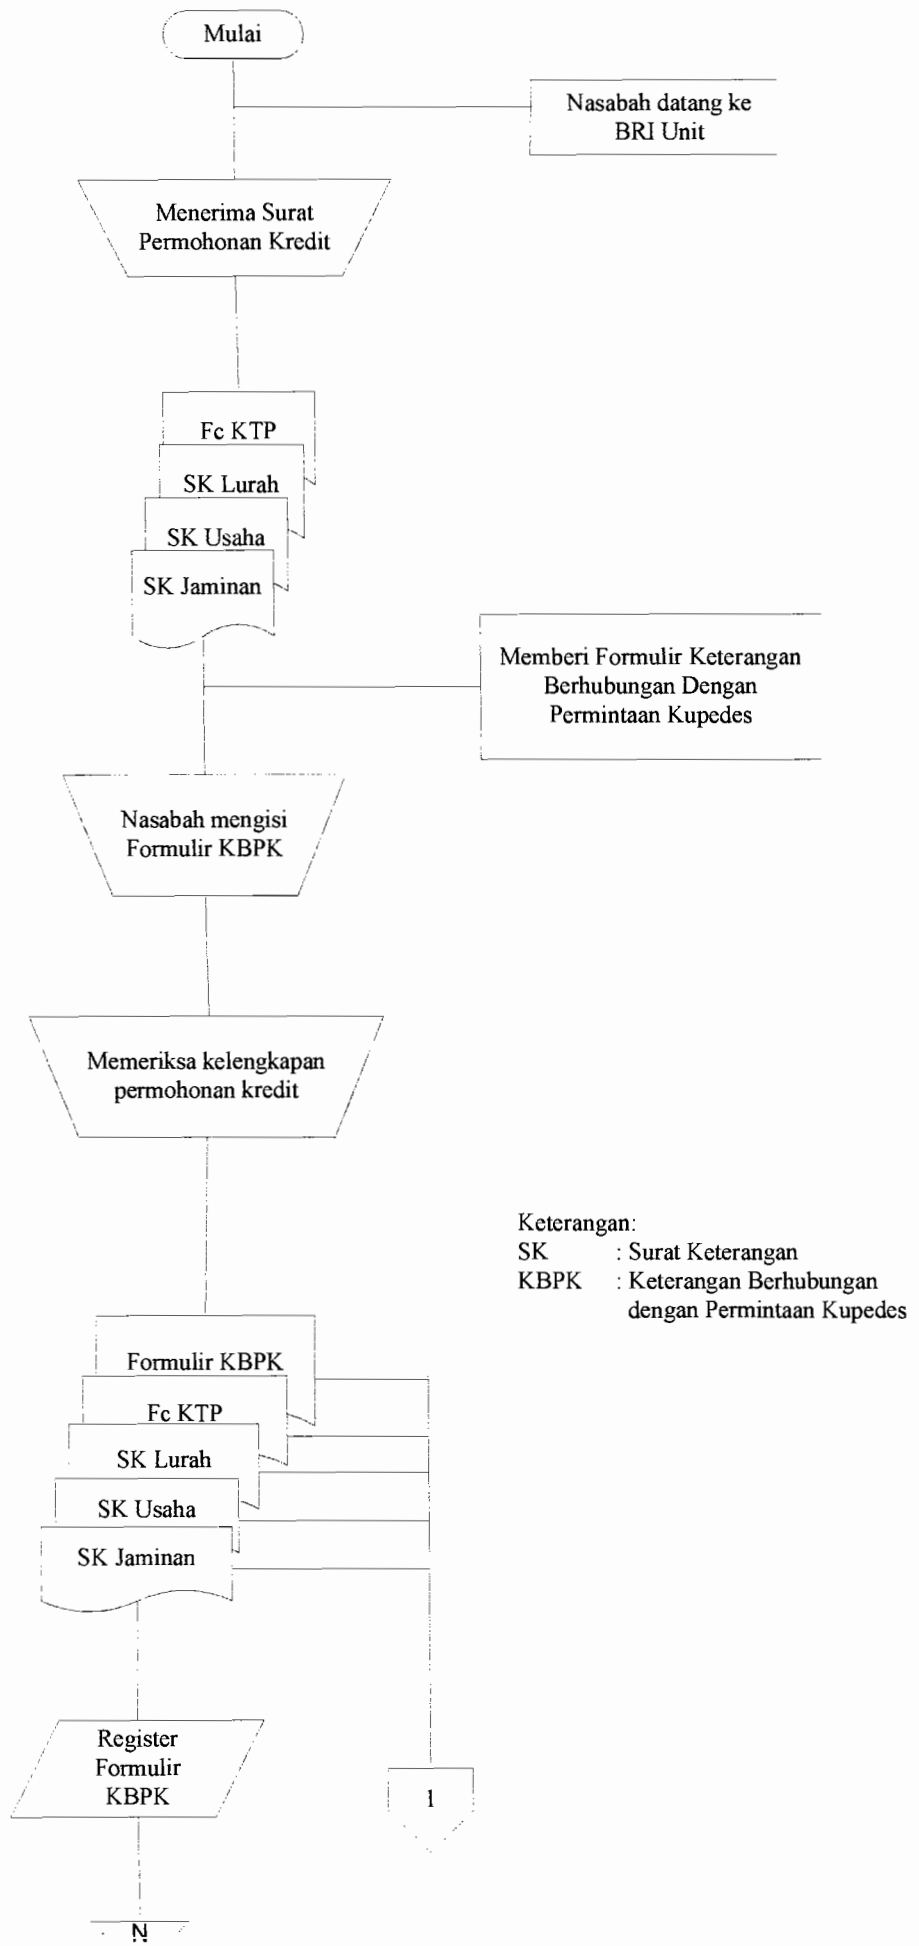 Mulai
Nasabah datang ke
BRI Unit
Menerima Surat
Permohonan Kredit
Fc KTP
SK Lurah
SK Usaha
SK Jaminan
Memberi Formulir Keterangan
Berhubungan Dengan
Permintaan Kupedes
Nasabah mengisi
Formulir KBPK
Memeriksa kelengkapan
permohonan kredit
Keterangan:
SK : Surat Keterangan
KBPK : Keterangan Berhubungan
dengan Permintaan Kupedes
Formulir KBPK
Fc KTP
SK Lurah
SK Usaha
SK Jaminan
Register
Formulir
KBPK
1
N